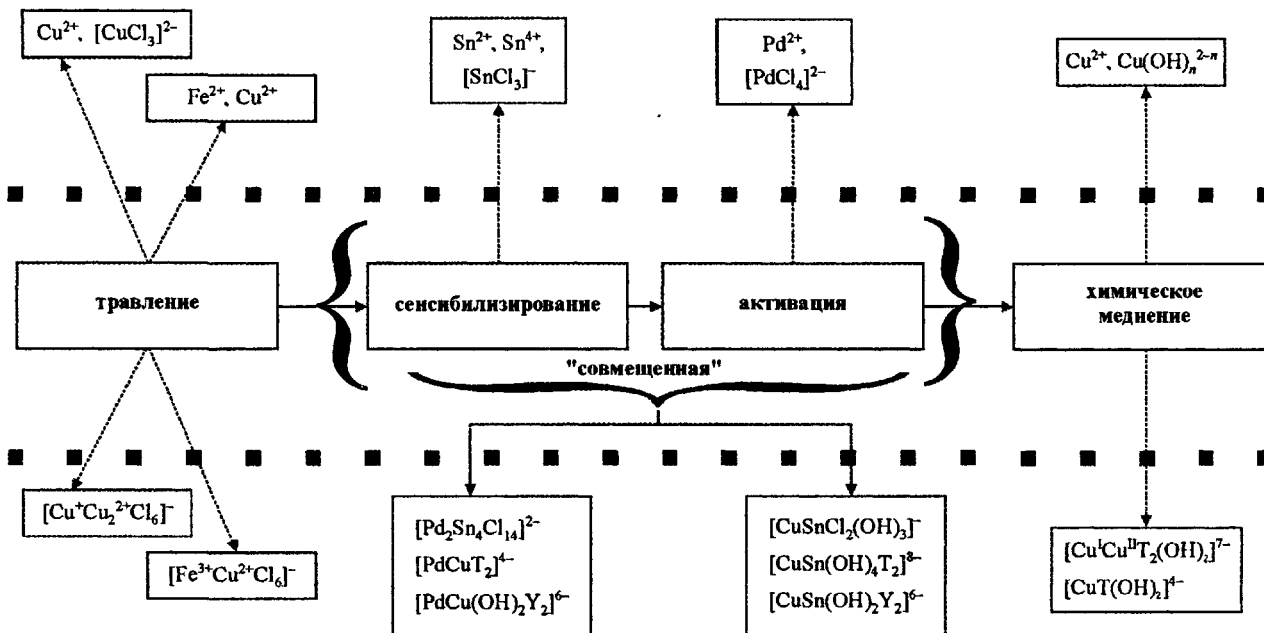 Cu²⁺, [CuCl₃]²⁻
Fe²⁺, Cu²⁺
Sn²⁺, Sn⁴⁺,
[SnCl₃]⁻
Pd²⁺,
[PdCl₄]²⁻
Cu²⁺, Cu(OH)ₙ²⁻ⁿ
травление
сенсибилизирование
активация
химическое
меднение
"совмещенная"
[Cu⁺Cu₂²⁺Cl₆]⁻
[Fe³⁺Cu²⁺Cl₆]⁻
[Pd₂Sn₄Cl₁₄]²⁻
[PdCuT₂]⁴⁻
[PdCu(OH)₂Y₂]⁶⁻
[CuSnCl₂(OH)₃]⁻
[CuSn(OH)₄T₂]⁸⁻
[CuSn(OH)₂Y₂]⁶⁻
[CuᴵCuᴵᴵT₂(OH)₂]⁷⁻
[CuT(OH)₂]⁴⁻